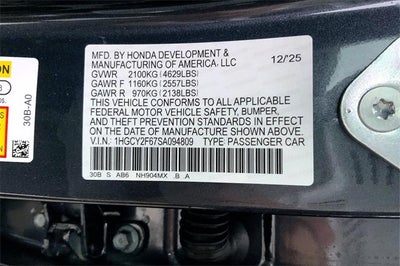 MFD. BY HONDA DEVELOPMENT & 12/'25
MANUFACTURING OF AMERICA, LLC
GVWR 2100KG (4629LBS)
GAWR F 1160KG (2557LBS)
GAWR R 970KG (2138LBS)
THIS VEHICLE CONFORMS TO ALL APPLICABLE
FEDERAL MOTOR VEHICLE SAFETY, BUMPER,
AND THEFT PREVENTION STANDARDS IN EFFECT
ON THE DATE OF MANUFACTURE SHOWN ABOVE.
V.I.N.: 1HGCY2F67SA094809 TYPE:PASSENGER CAR
30B S AB6 NH904MX B A
30B-A0